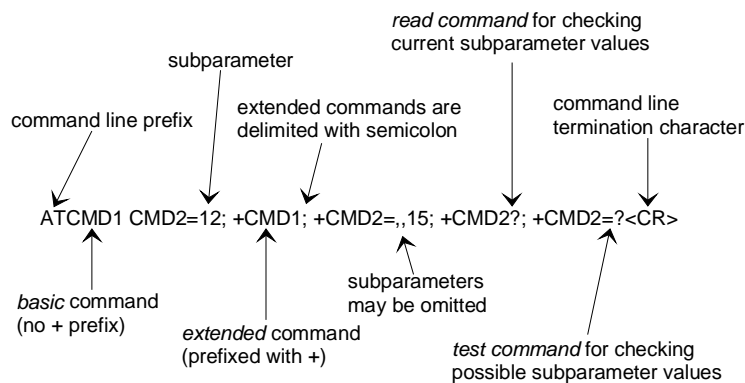 read command for checking
current subparameter values
subparameter
extended commands are
delimited with semicolon
command line
termination character
command line prefix
ATCMD1 CMD2=12; +CMD1; +CMD2=,,15; +CMD2?; +CMD2=?<CR>
basic command
(no + prefix)
extended command
(prefixed with +)
subparameters
may be omitted
test command for checking
possible subparameter values